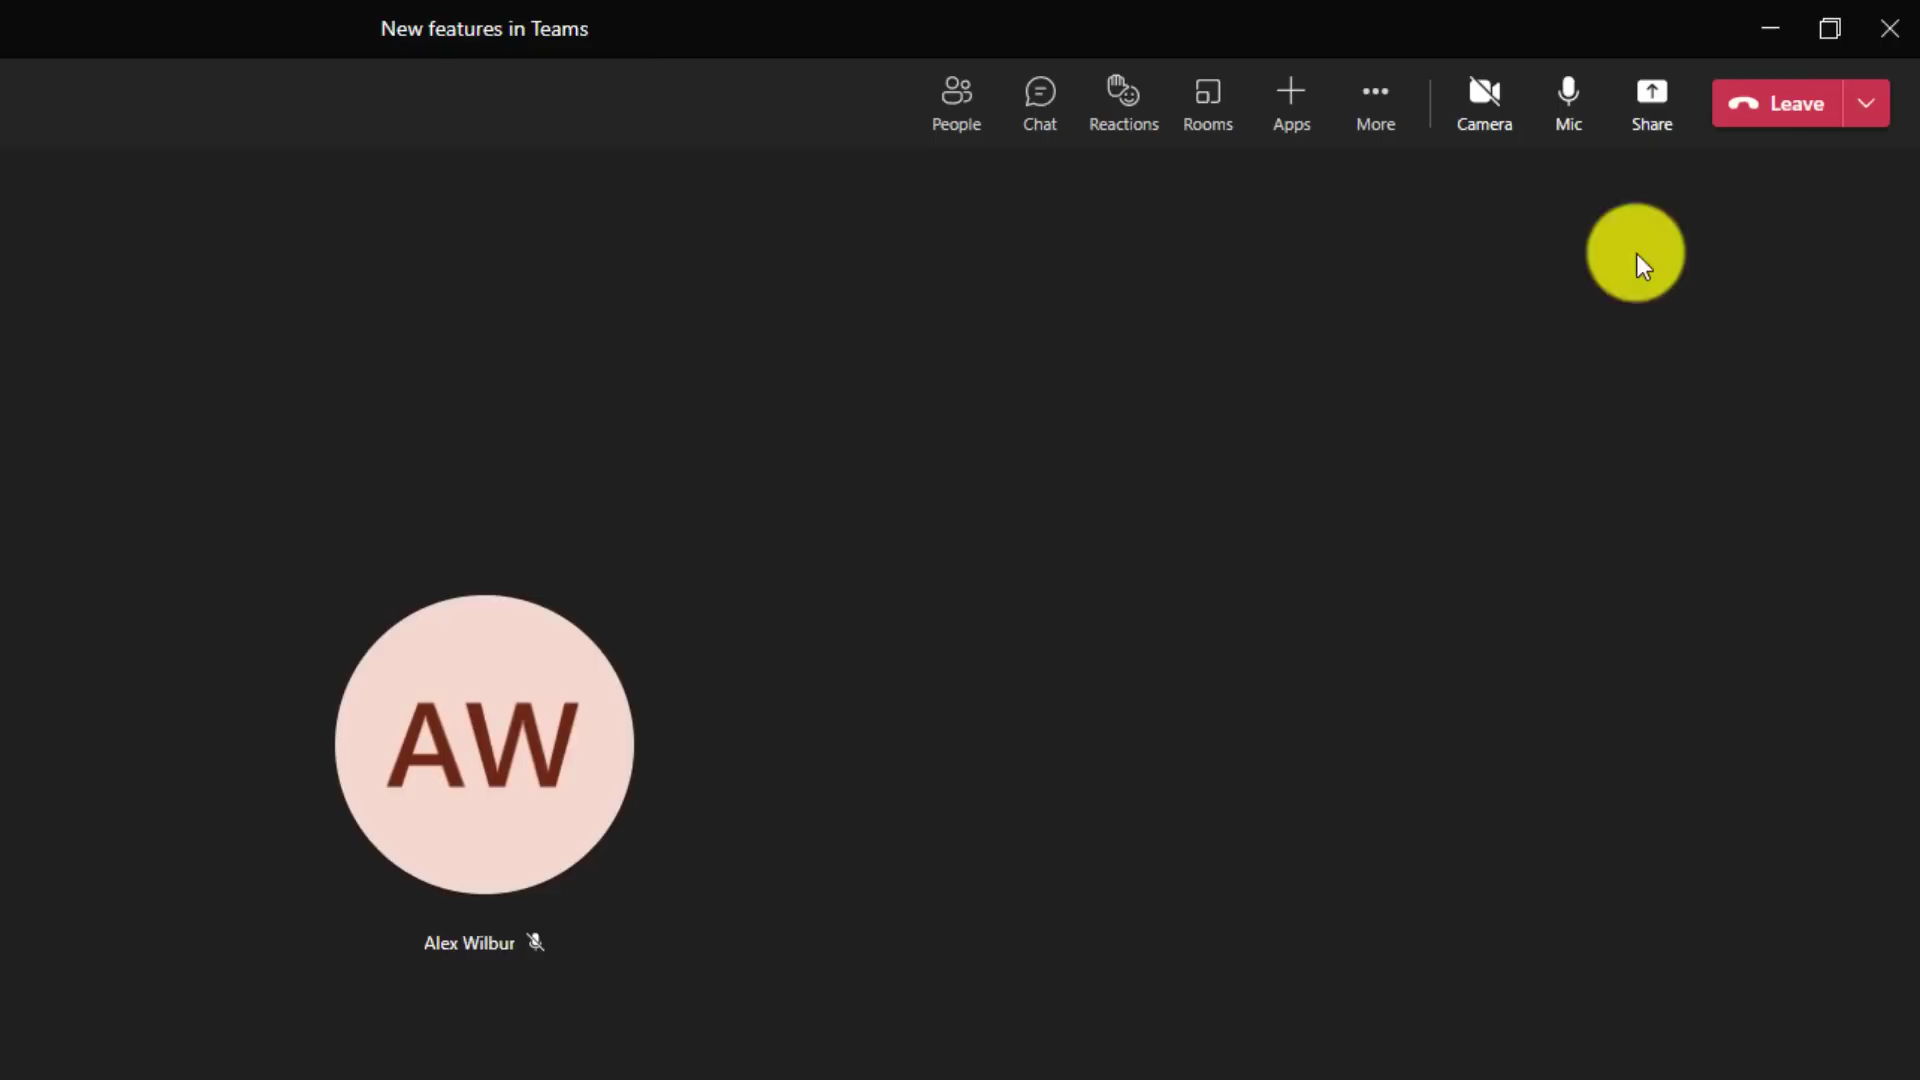 New features in Teams
People Chat Reactions Rooms Apps More Camera Mic Share Leave
AW
Alex Wilbur